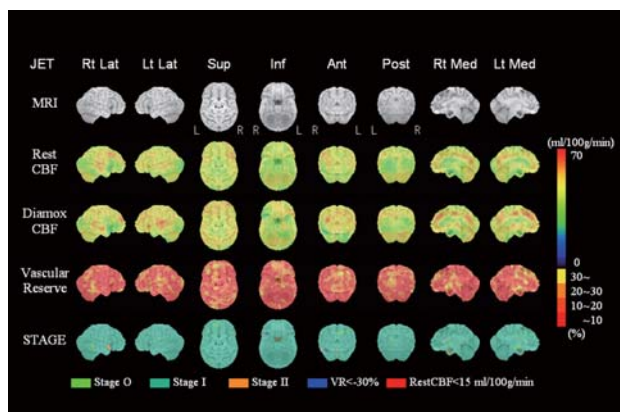 JET Rt Lat Lt Lat Sup Inf Ant Post Rt Med Lt Med
MRI
L R R L R L L R
Rest CBF
(ml/100g/min)
70
Diamox CBF
0
Vascular Reserve
30~
20~30
10~20
~10
(%)
STAGE
Stage O Stage I Stage II VR<-30% RestCBF<15 ml/100g/min